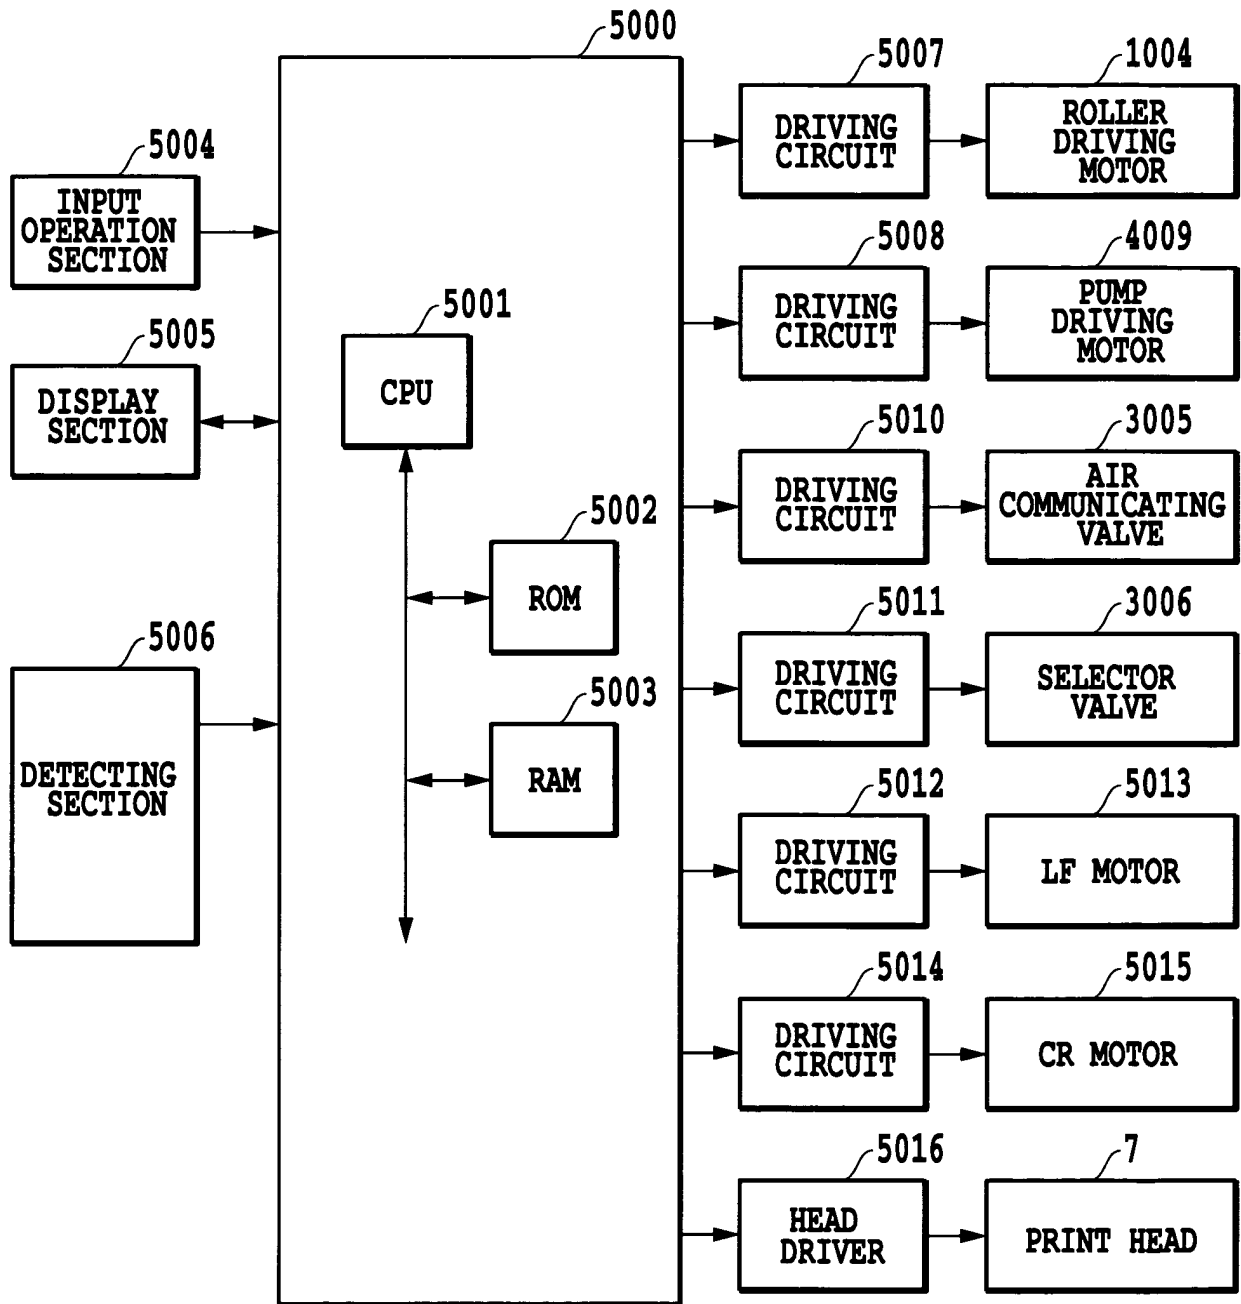 5000
5004
INPUT
OPERATION
SECTION
5005
DISPLAY
SECTION
5006
DETECTING
SECTION
5001
CPU
5002
ROM
5003
RAM
5007
DRIVING
CIRCUIT
1004
ROLLER
DRIVING
MOTOR
5008
DRIVING
CIRCUIT
4009
PUMP
DRIVING
MOTOR
5010
DRIVING
CIRCUIT
3005
AIR
COMMUNICATING
VALVE
5011
DRIVING
CIRCUIT
3006
SELECTOR
VALVE
5012
DRIVING
CIRCUIT
5013
LF MOTOR
5014
DRIVING
CIRCUIT
5015
CR MOTOR
5016
HEAD
DRIVER
7
PRINT HEAD